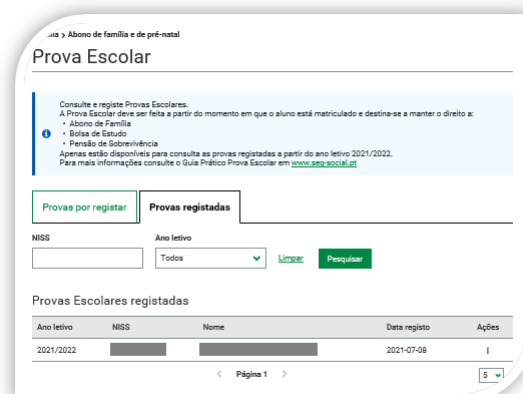 > Abono de família e de pré-natal
Prova Escolar
Consulte e registe Provas Escolares.
A Prova Escolar deve ser feita a partir do momento em que o aluno está matriculado e destina-se a manter o direito a:
• Abono de Família
• Bolsa de Estudo
• Pensão de Sobrevivência
Apenas estão disponíveis para consulta as provas registadas a partir do ano letivo 2021/2022.
Para mais informações consulte o Guia Prático Prova Escolar em www.seg-social.pt
Provas por registar Provas registadas
NISS Ano letivo
Todos Limpar Pesquisar
Provas Escolares registadas
Ano letivo NISS Nome Data registo Ações
2021/2022 2021-07-08
< Página 1 >
5